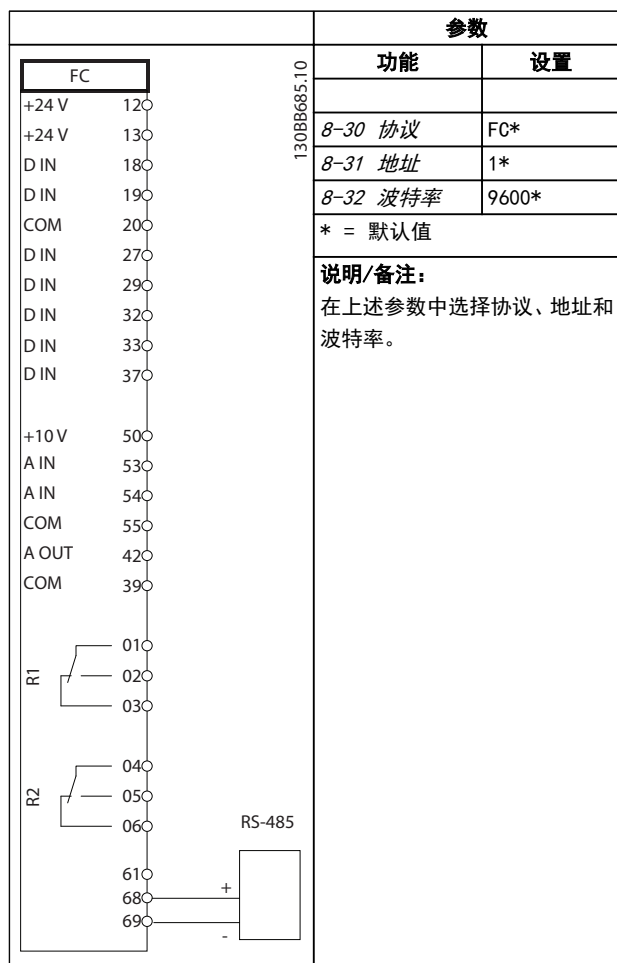 参数
功能 设置
8-30 协议 FC*
8-31 地址 1*
8-32 波特率 9600*
* = 默认值
说明/备注：
在上述参数中选择协议、地址和
波特率。
130BB685.10
FC
+24 V 12
+24 V 13
D IN 18
D IN 19
COM 20
D IN 27
D IN 29
D IN 32
D IN 33
D IN 37
+10 V 50
A IN 53
A IN 54
COM 55
A OUT 42
COM 39
R1
01
02
03
R2
04
05
06
RS-485
61
68 +
69 -